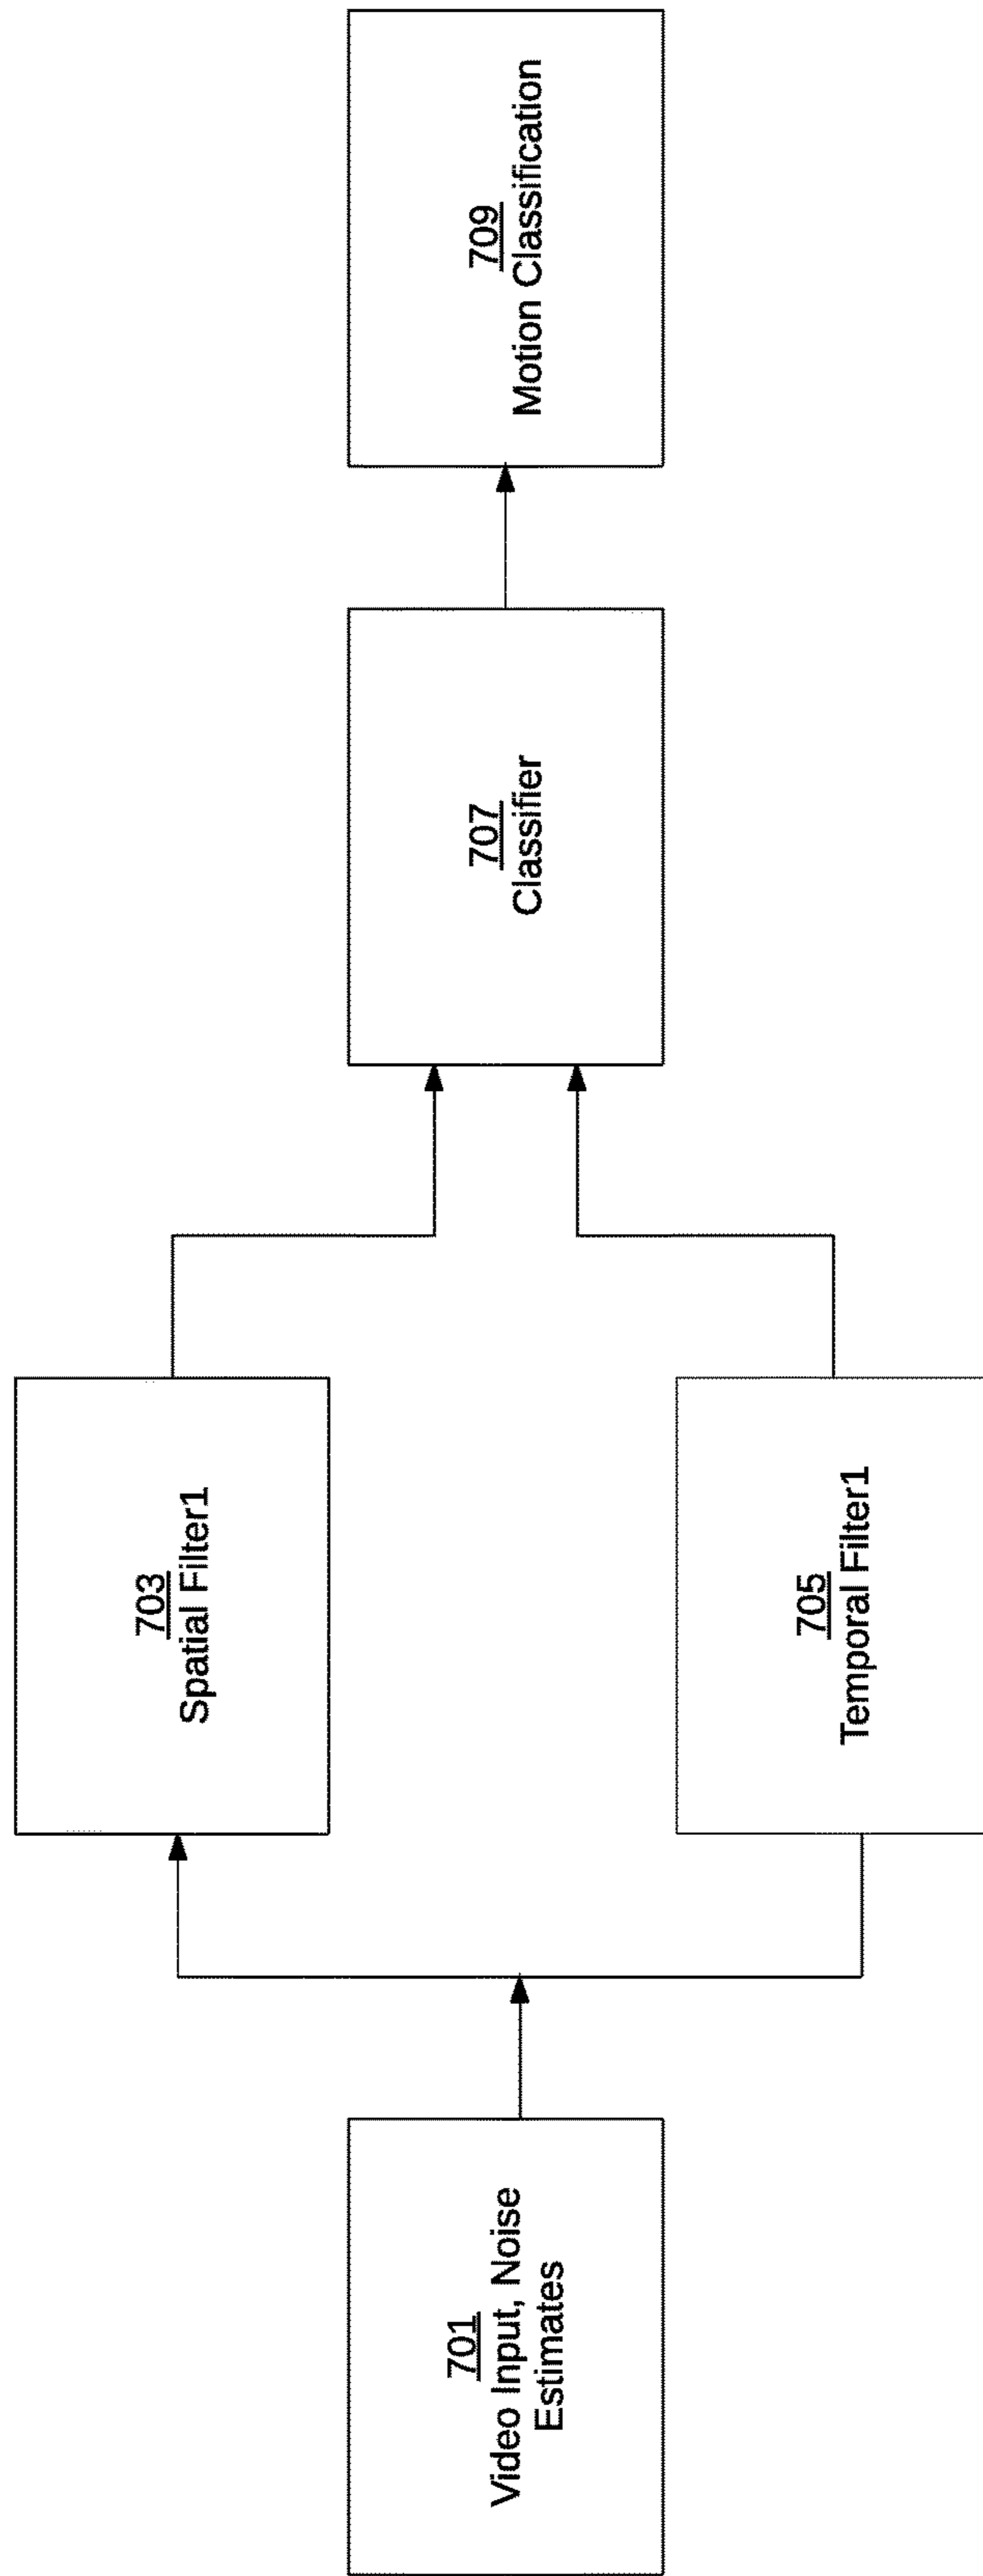 701
Video Input, Noise
Estimates
703
Spatial Filter1
705
Temporal Filter1
707
Classifier
709
Motion Classification